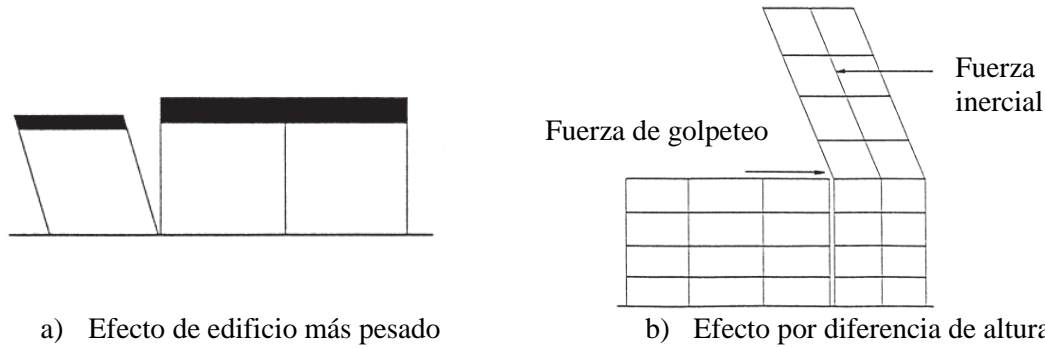 Fuerza
inercial
Fuerza de golpeteo
a) Efecto de edificio más pesado
b) Efecto por diferencia de altura